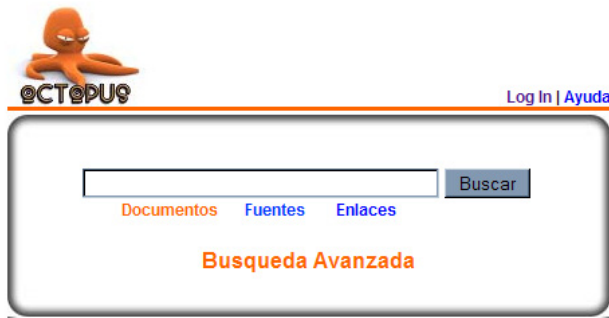 OCTOPUS
Log In | Ayuda
Buscar
Documentos Fuentes Enlaces
Busqueda Avanzada